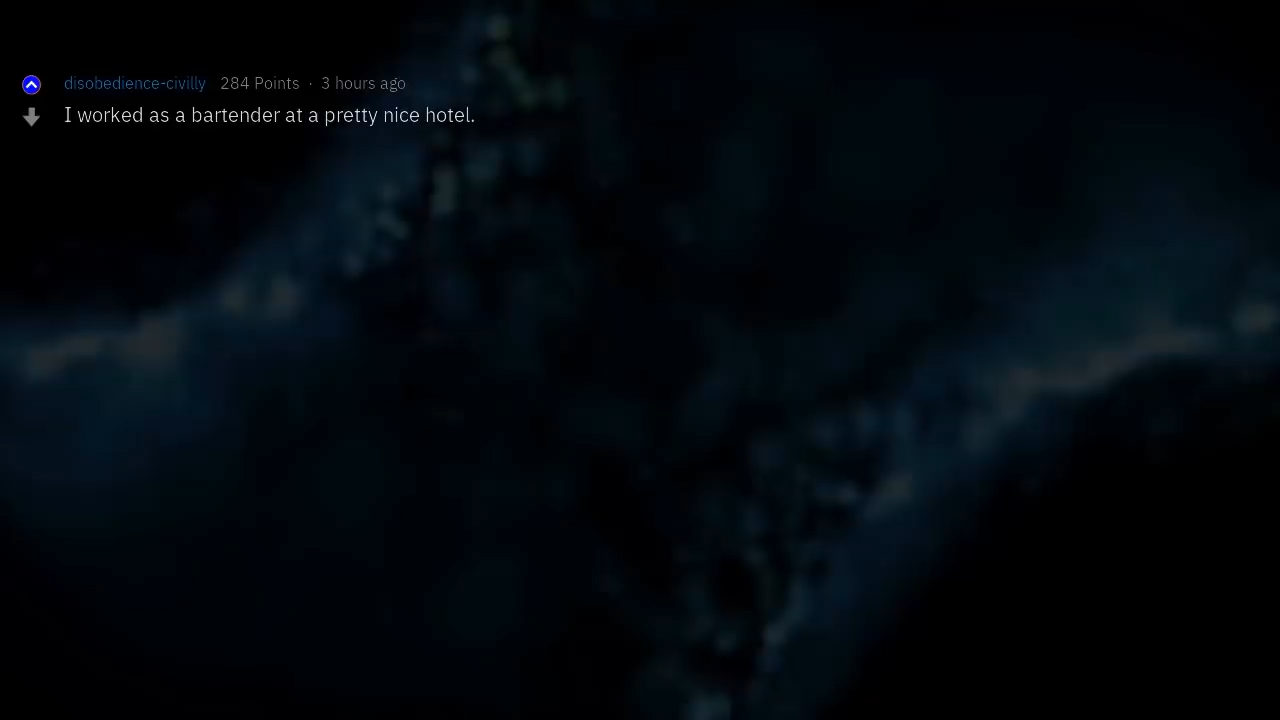 disobedience-civilly 284 Points · 3 hours ago
I worked as a bartender at a pretty nice hotel.